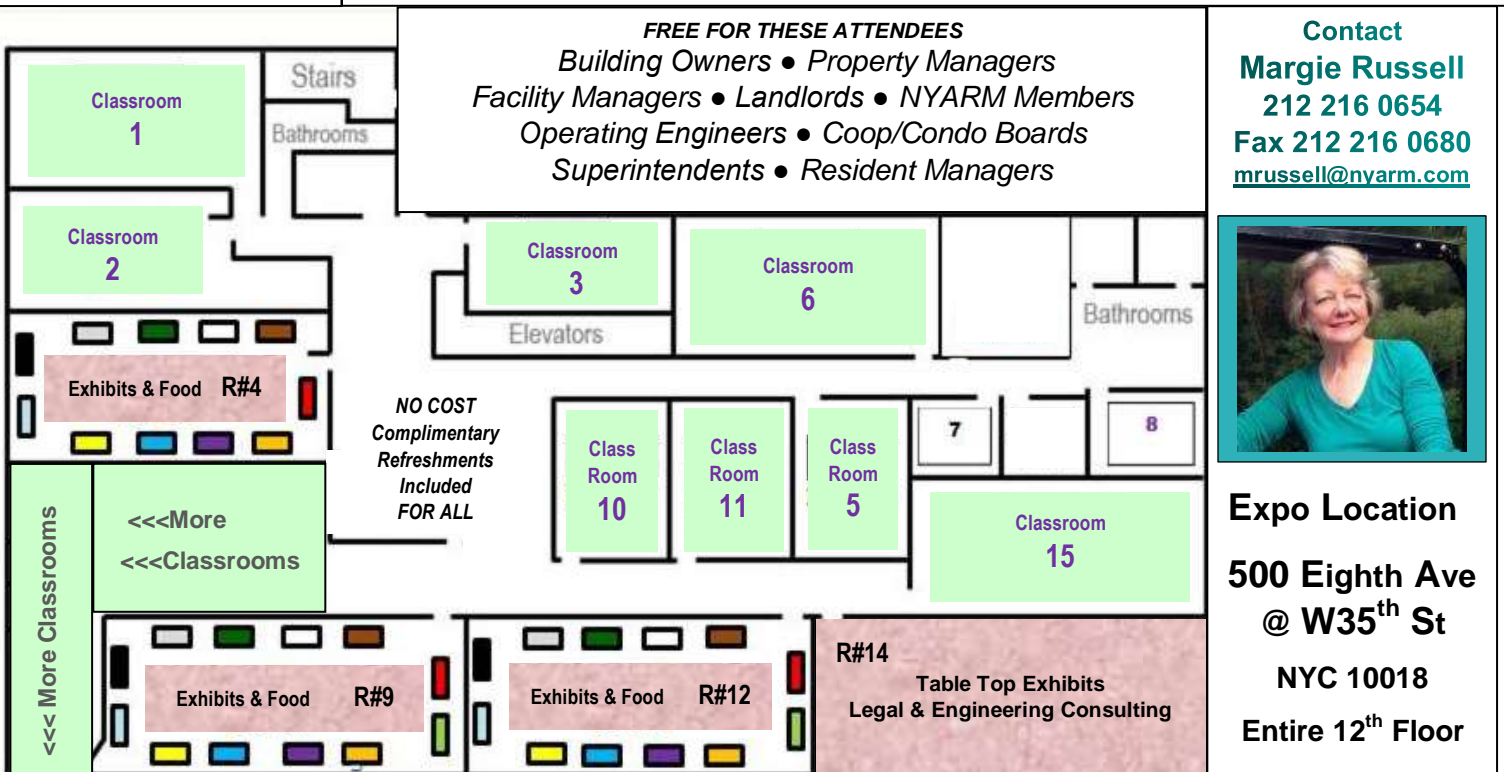 FREE FOR THESE ATTENDEES
Building Owners ● Property Managers
Facility Managers ● Landlords ● NYARM Members
Operating Engineers ● Coop/Condo Boards
Superintendents ● Resident Managers
Contact
Margie Russell
212 216 0654
Fax 212 216 0680
mrussell@nyarm.com
Classroom
1
Stairs
Bathrooms
Classroom
2
Classroom
3
Elevators
Classroom
6
Bathrooms
Exhibits & Food R#4
NO COST
Complimentary
Refreshments
Included
FOR ALL
Class
Room
10
Class
Room
11
Class
Room
5
7
8
Classroom
15
<<< More Classrooms
<<<More
<<<Classrooms
Exhibits & Food R#9
Exhibits & Food R#12
R#14
Table Top Exhibits
Legal & Engineering Consulting
Expo Location
500 Eighth Ave
@ W35th St
NYC 10018
Entire 12th Floor